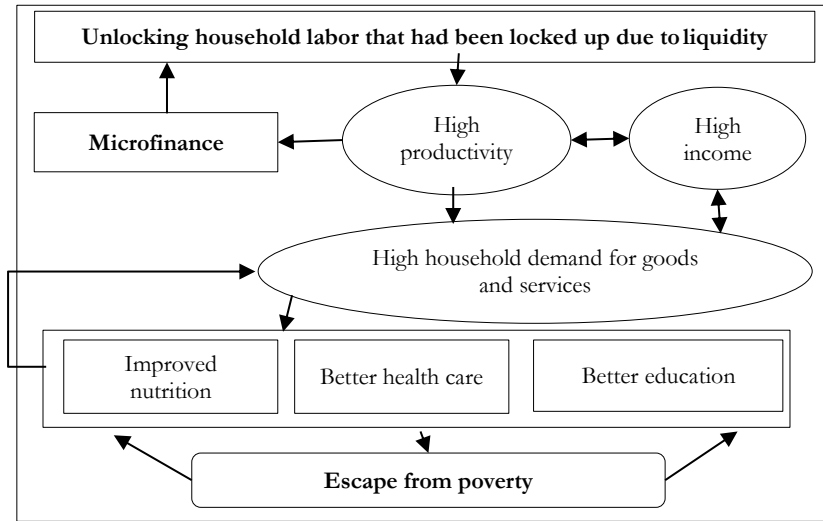 Unlocking household labor that had been locked up due to liquidity
High
productivity
High
income
Microfinance
High household demand for goods
and services
Improved
nutrition
Better health care
Better education
Escape from poverty